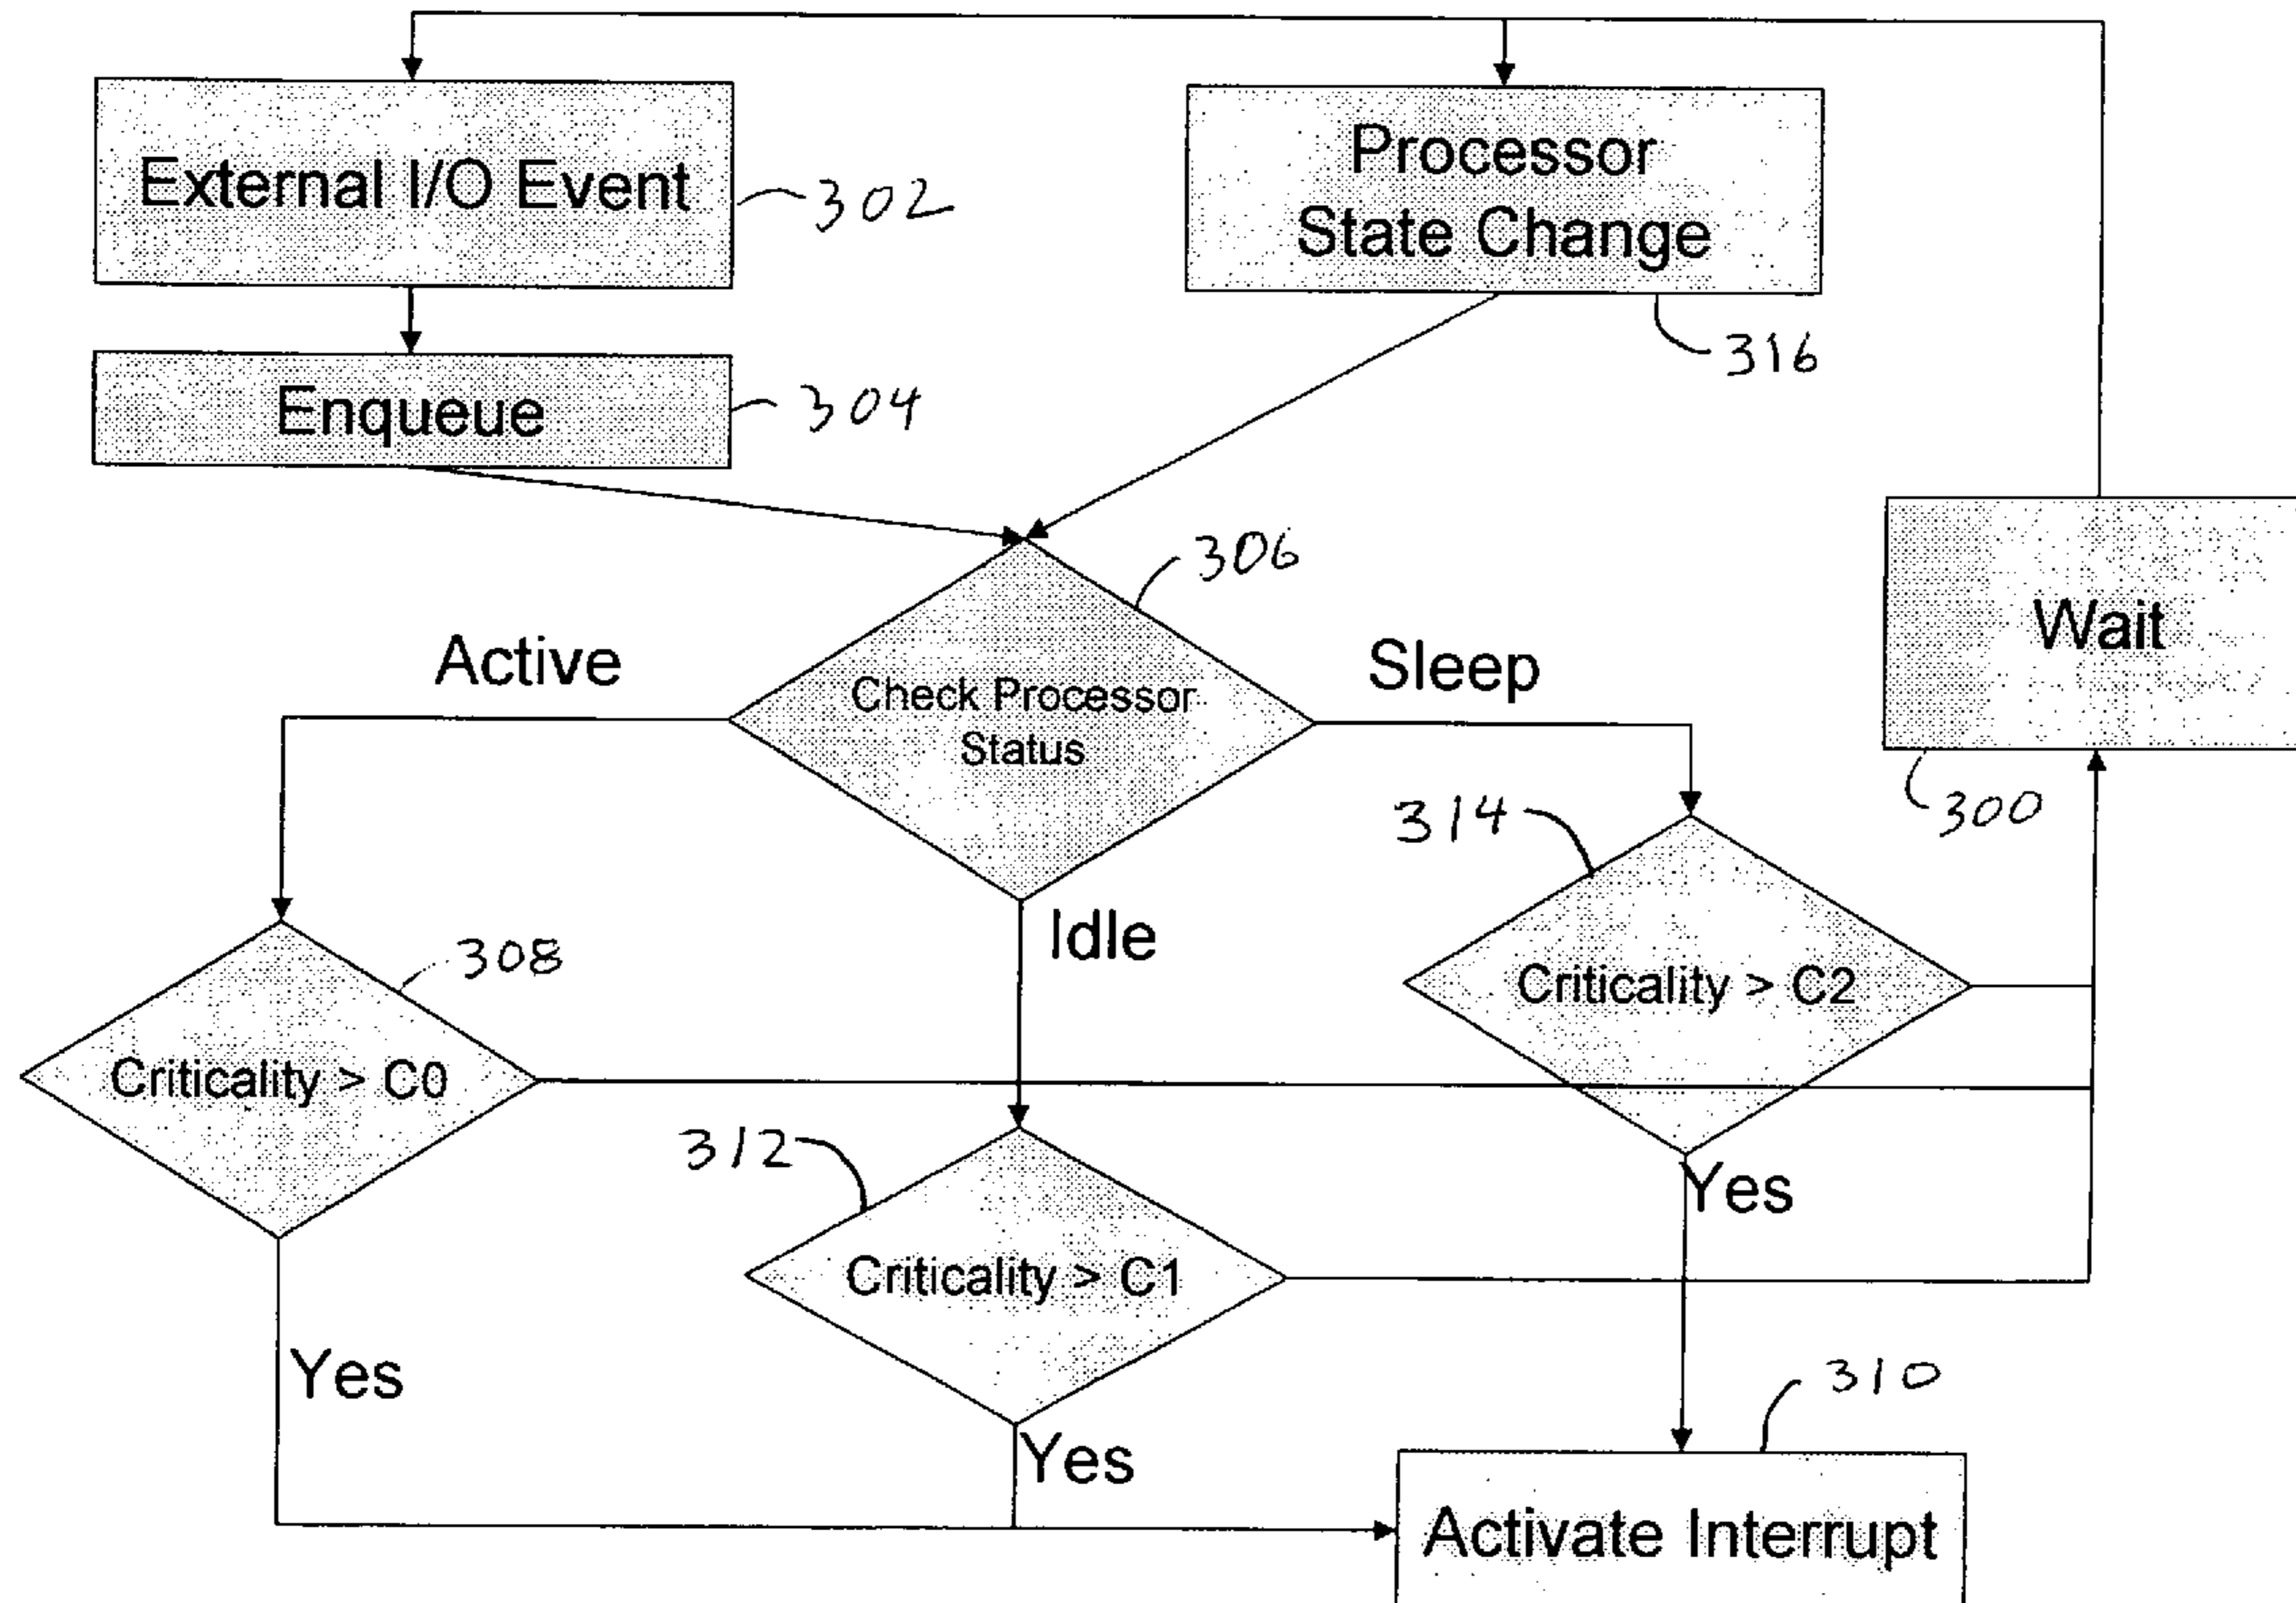 External I/O Event
302
Processor
State Change
316
Enqueue
304
306
Active
Check Processor
Status
Sleep
Wait
300
314
Idle
308
Criticality > C2
Criticality > C0
312
Yes
Criticality > C1
Yes
310
Yes
Activate Interrupt